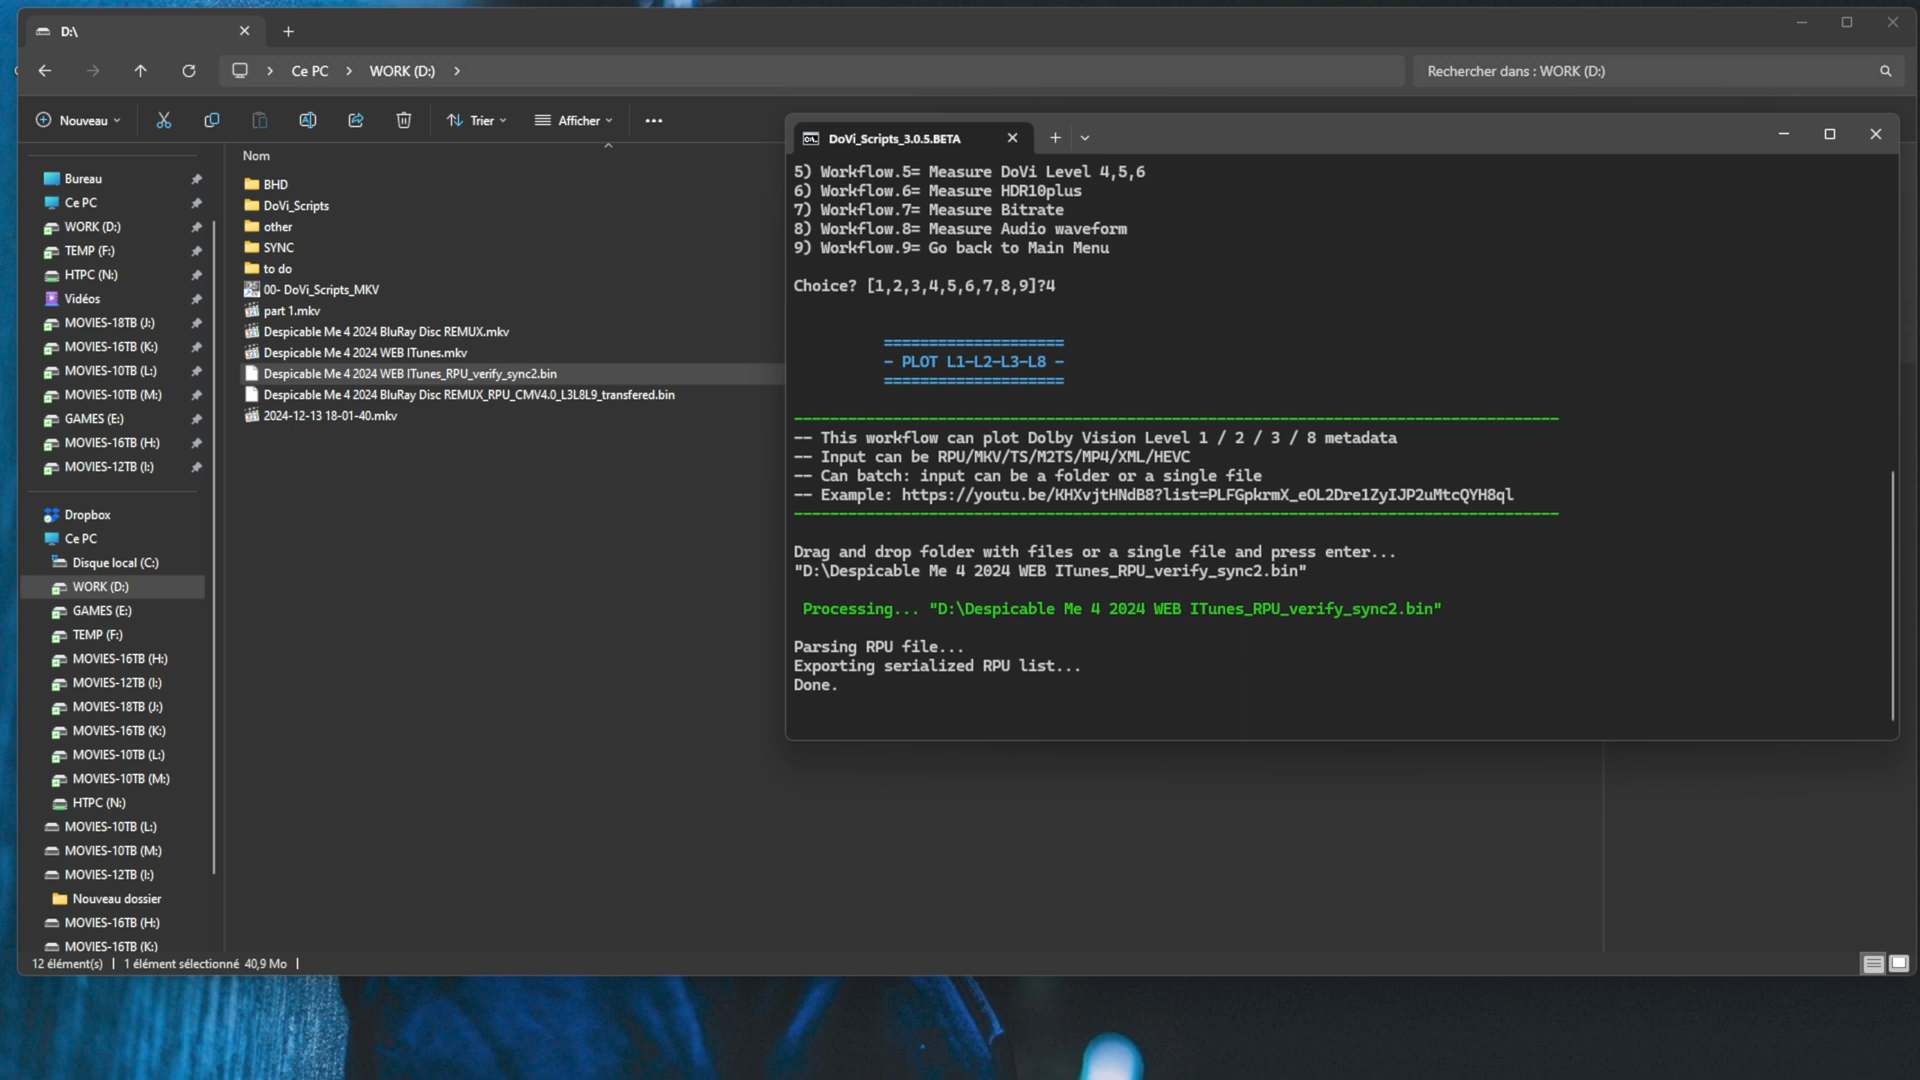 D:\
Ce PC
WORK (D:)
Rechercher dans : WORK (D:)
Nouveau
Trier
Afficher
Nom
Bureau
Ce PC
WORK (D:)
TEMP (F:)
HTPC (N:)
Vidéos
MOVIES-18TB (J:)
MOVIES-16TB (K:)
MOVIES-10TB (L:)
MOVIES-10TB (M:)
GAMES (E:)
MOVIES-16TB (H:)
MOVIES-12TB (I:)
Dropbox
Ce PC
Disque local (C:)
WORK (D:)
GAMES (E:)
TEMP (F:)
MOVIES-16TB (H:)
MOVIES-12TB (I:)
MOVIES-18TB (J:)
MOVIES-16TB (K:)
MOVIES-10TB (L:)
MOVIES-10TB (M:)
HTPC (N:)
MOVIES-10TB (L:)
MOVIES-10TB (M:)
MOVIES-12TB (I:)
Nouveau dossier
MOVIES-16TB (H:)
MOVIES-16TB (K:)
BHD
DoVi_Scripts
other
SYNC
to do
00- DoVi_Scripts_MKV
part 1.mkv
Despicable Me 4 2024 BluRay Disc REMUX.mkv
Despicable Me 4 2024 WEB ITunes.mkv
Despicable Me 4 2024 WEB ITunes_RPU_verify_sync2.bin
Despicable Me 4 2024 BluRay Disc REMUX_RPU_CMV4.0_L3L8L9_transfered.bin
2024-12-13 18-01-40.mkv
12 élément(s)
1 élément sélectionné 40,9 Mo
DoVi_Scripts_3.0.5.BETA
5) Workflow.5= Measure DoVi Level 4,5,6
6) Workflow.6= Measure HDR10plus
7) Workflow.7= Measure Bitrate
8) Workflow.8= Measure Audio waveform
9) Workflow.9= Go back to Main Menu
Choice? [1,2,3,4,5,6,7,8,9]?4
====================
- PLOT L1-L2-L3-L8 -
====================
-- This workflow can plot Dolby Vision Level 1 / 2 / 3 / 8 metadata
-- Input can be RPU/MKV/TS/M2TS/MP4/XML/HEVC
-- Can batch: input can be a folder or a single file
-- Example: https://youtu.be/KHXvjtHNdB8?list=PLFGpkrmX_eOL2Dre1ZyIJP2uMtcQYH8ql
Drag and drop folder with files or a single file and press enter...
"D:\Despicable Me 4 2024 WEB ITunes_RPU_verify_sync2.bin"
Processing... "D:\Despicable Me 4 2024 WEB ITunes_RPU_verify_sync2.bin"
Parsing RPU file...
Exporting serialized RPU list...
Done.